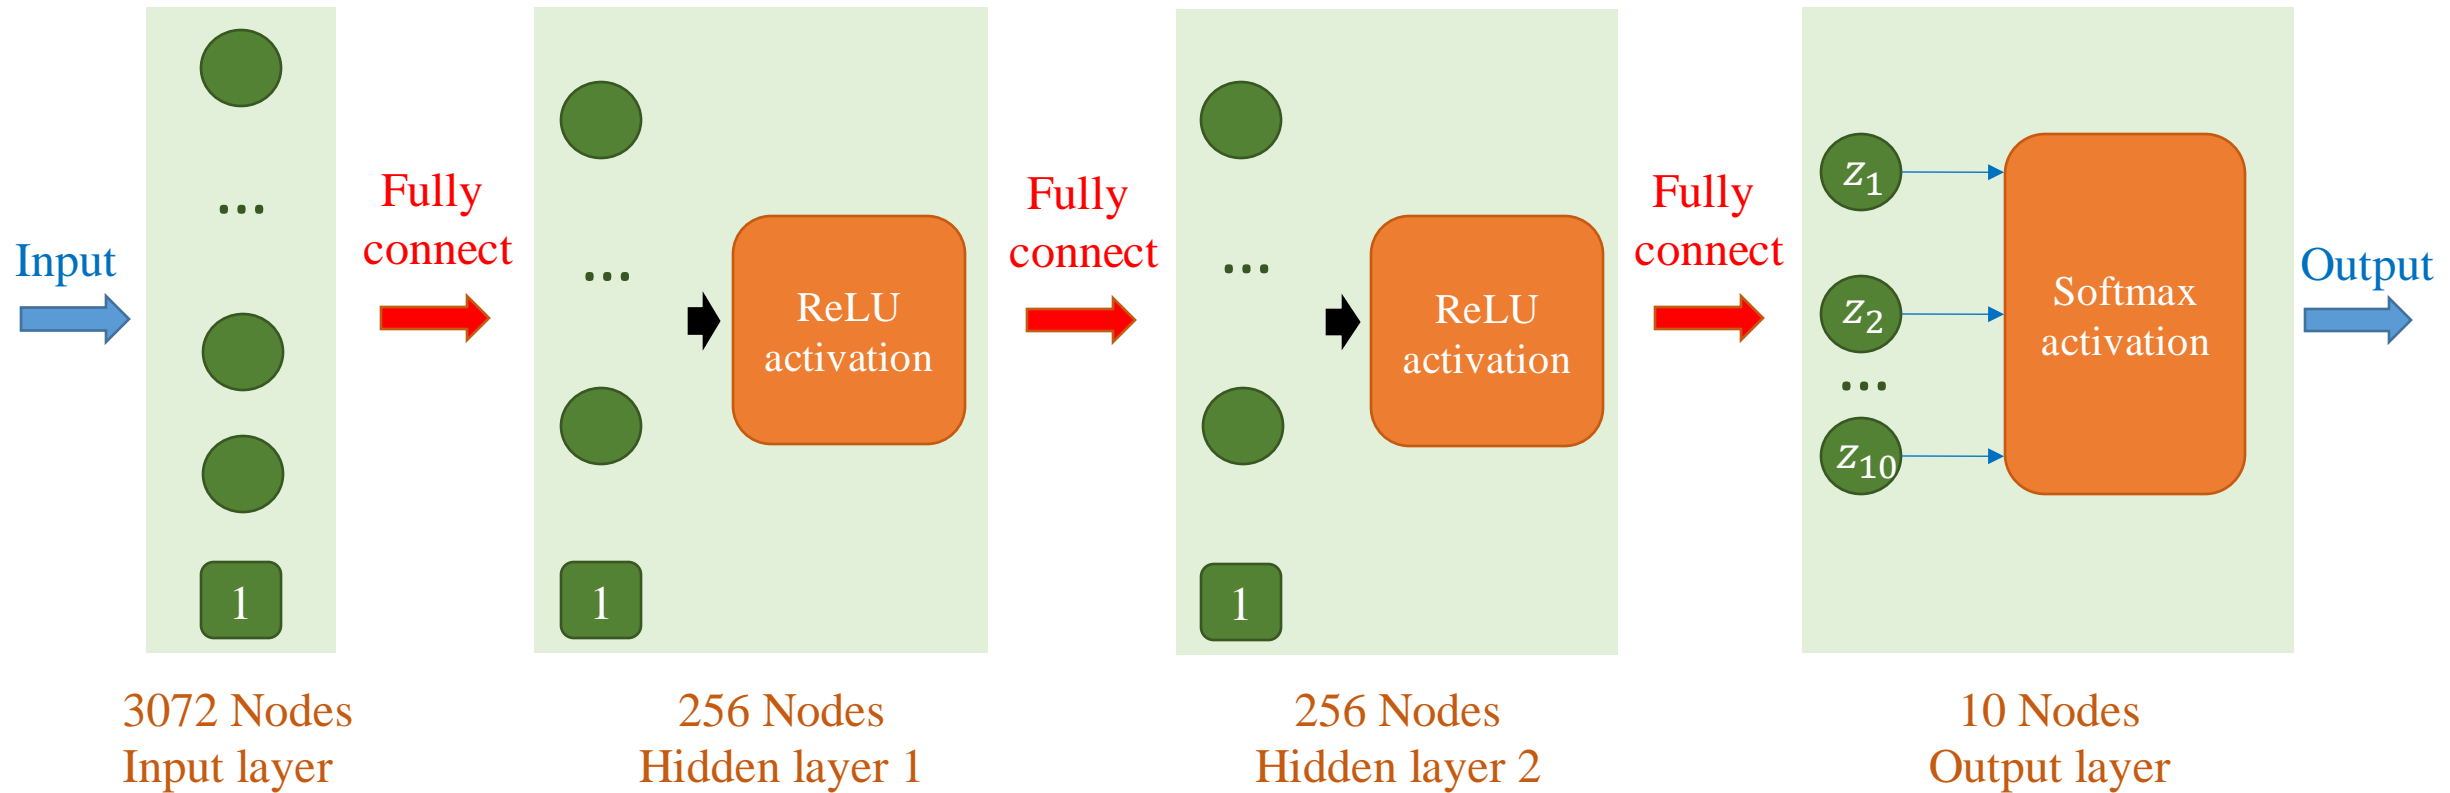 Input
…
1
3072 Nodes
Input layer
Fully
connect
…
1
ReLU
activation
256 Nodes
Hidden layer 1
Fully
connect
…
1
ReLU
activation
256 Nodes
Hidden layer 2
Fully
connect
z₁
z₂
…
z₁₀
Softmax
activation
10 Nodes
Output layer
Output